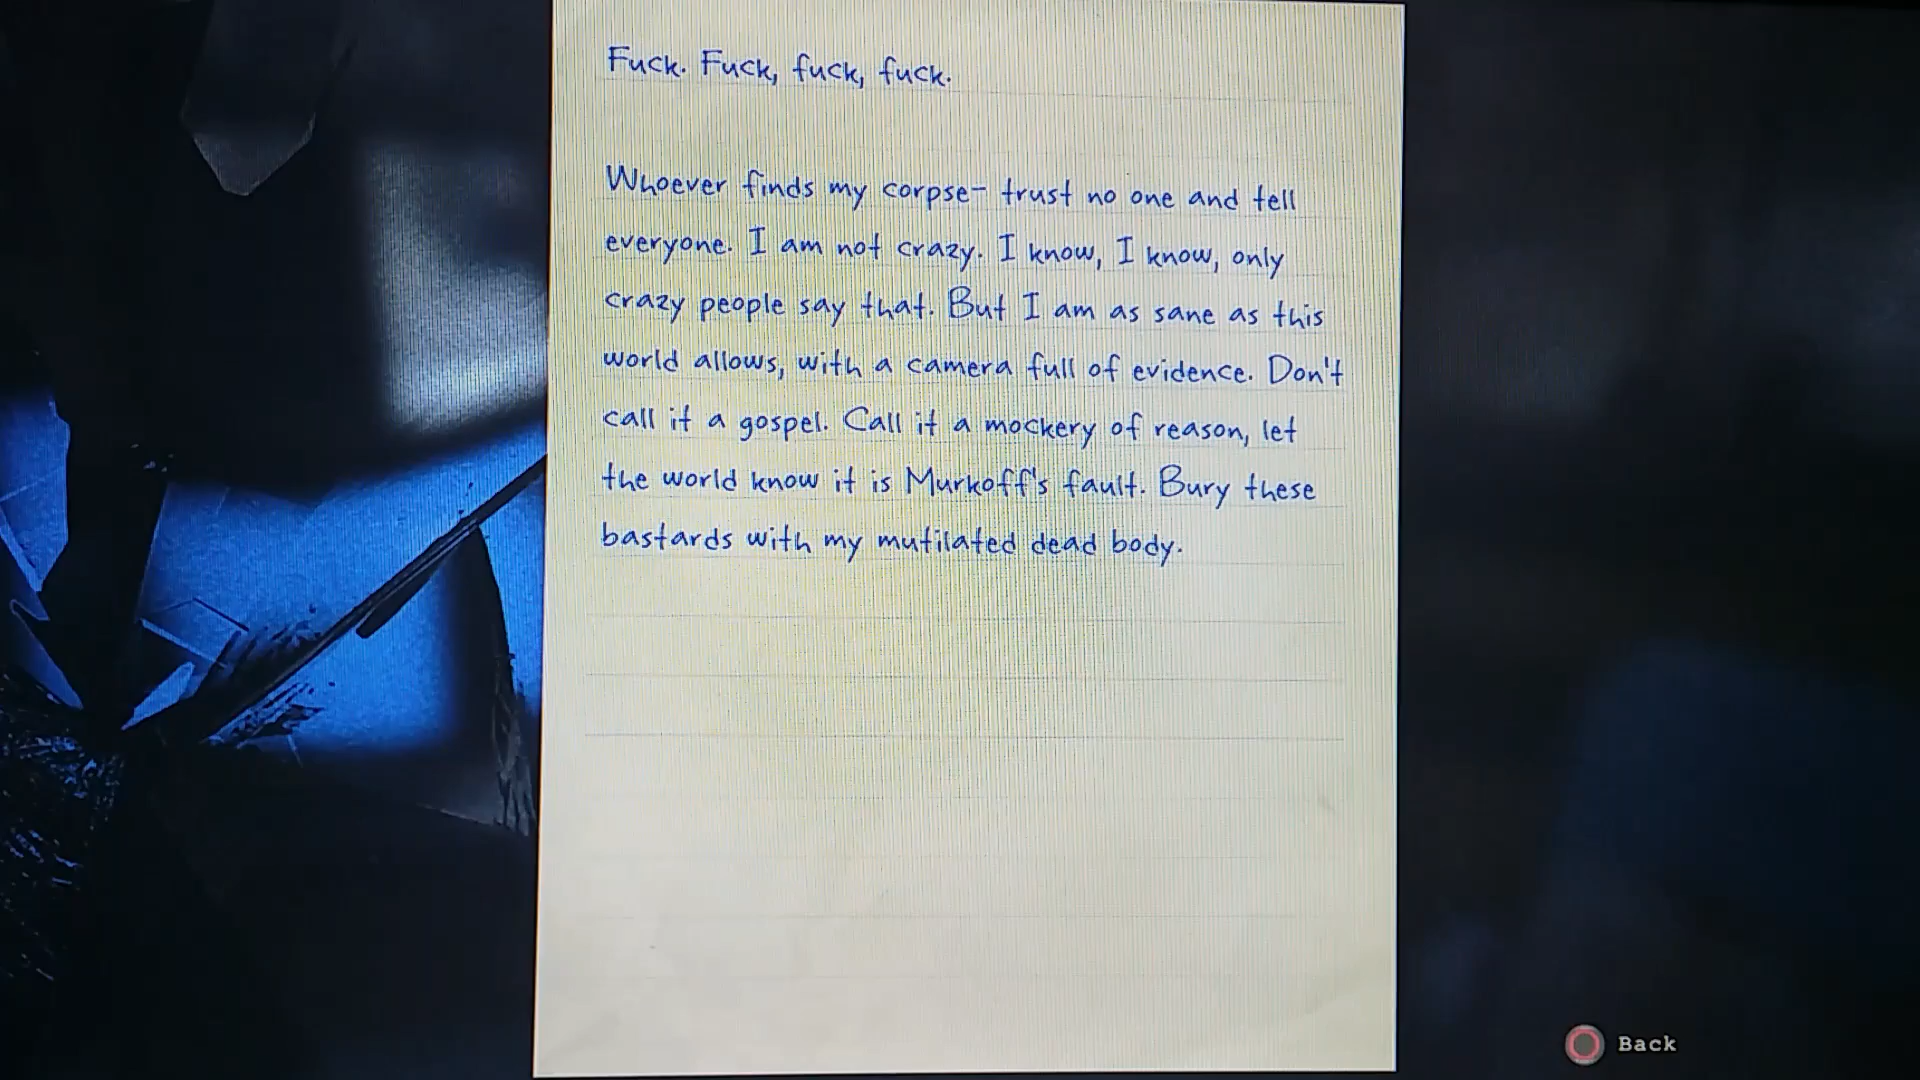 Fuck. Fuck, fuck, fuck.
Whoever finds my corpse- trust no one and tell
everyone. I am not crazy. I know, I know, only
crazy people say that. But I am as sane as this
world allows, with a camera full of evidence. Don't
call it a gospel. Call it a mockery of reason, let
the world know it is Murkoff's fault. Bury these
bastards with my mutilated dead body.
Back